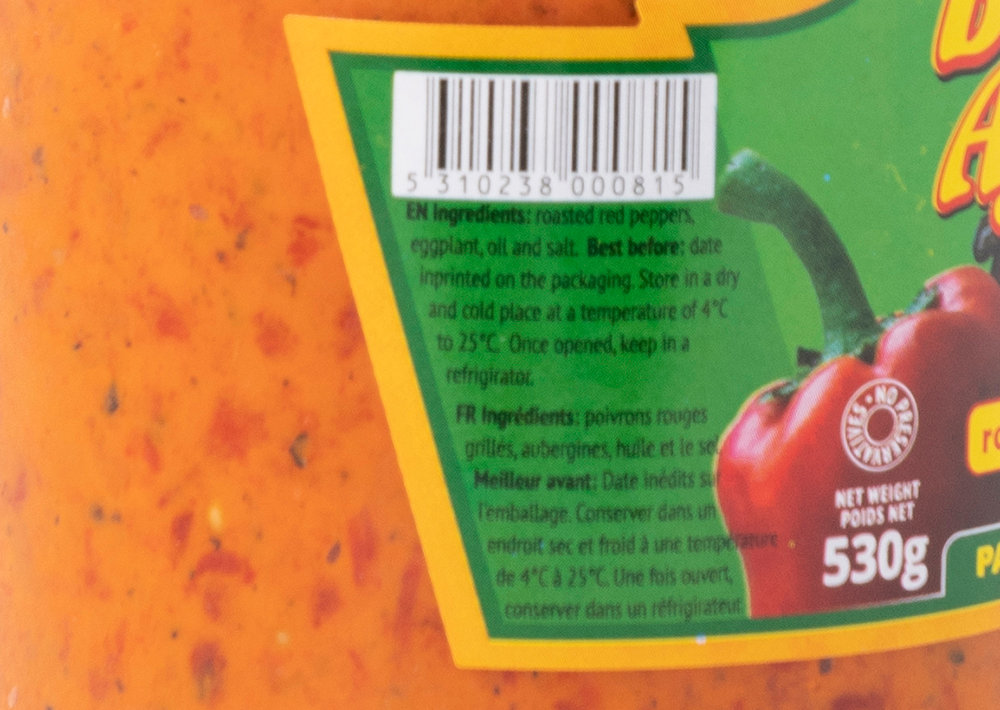 5 310238 000815
EN Ingredients: roasted red peppers,
eggplant, oil and salt. Best before: date
inprinted on the packaging. Store in a dry
and cold place at a temperature of 4°C
to 25°C. Once opened, keep in a
refrigirator.
FR Ingrédients: poivrons rouges
grillés, aubergines, huile et le sel
Meilleur avant: Date inédits sur
l'emballage. Conserver dans un
endroit sec et froid à une température
de 4°C à 25°C. Une fois ouvert,
conserver dans un réfrigirateur
• NO PRESERVATIVES
NET WEIGHT
POIDS NET
530g